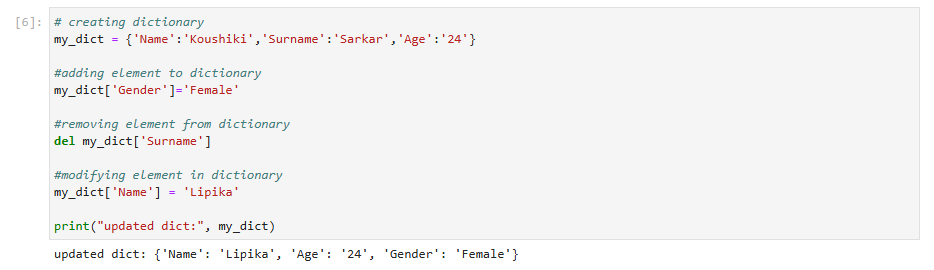 [6]: # creating dictionary
my_dict = {'Name':'Koushiki','Surname':'Sarkar','Age':'24'}
#adding element to dictionary
my_dict['Gender']='Female'
#removing element from dictionary
del my_dict['Surname']
#modifying element in dictionary
my_dict['Name'] = 'Lipika'
print("updated dict:", my_dict)
updated dict: {'Name': 'Lipika', 'Age': '24', 'Gender': 'Female'}